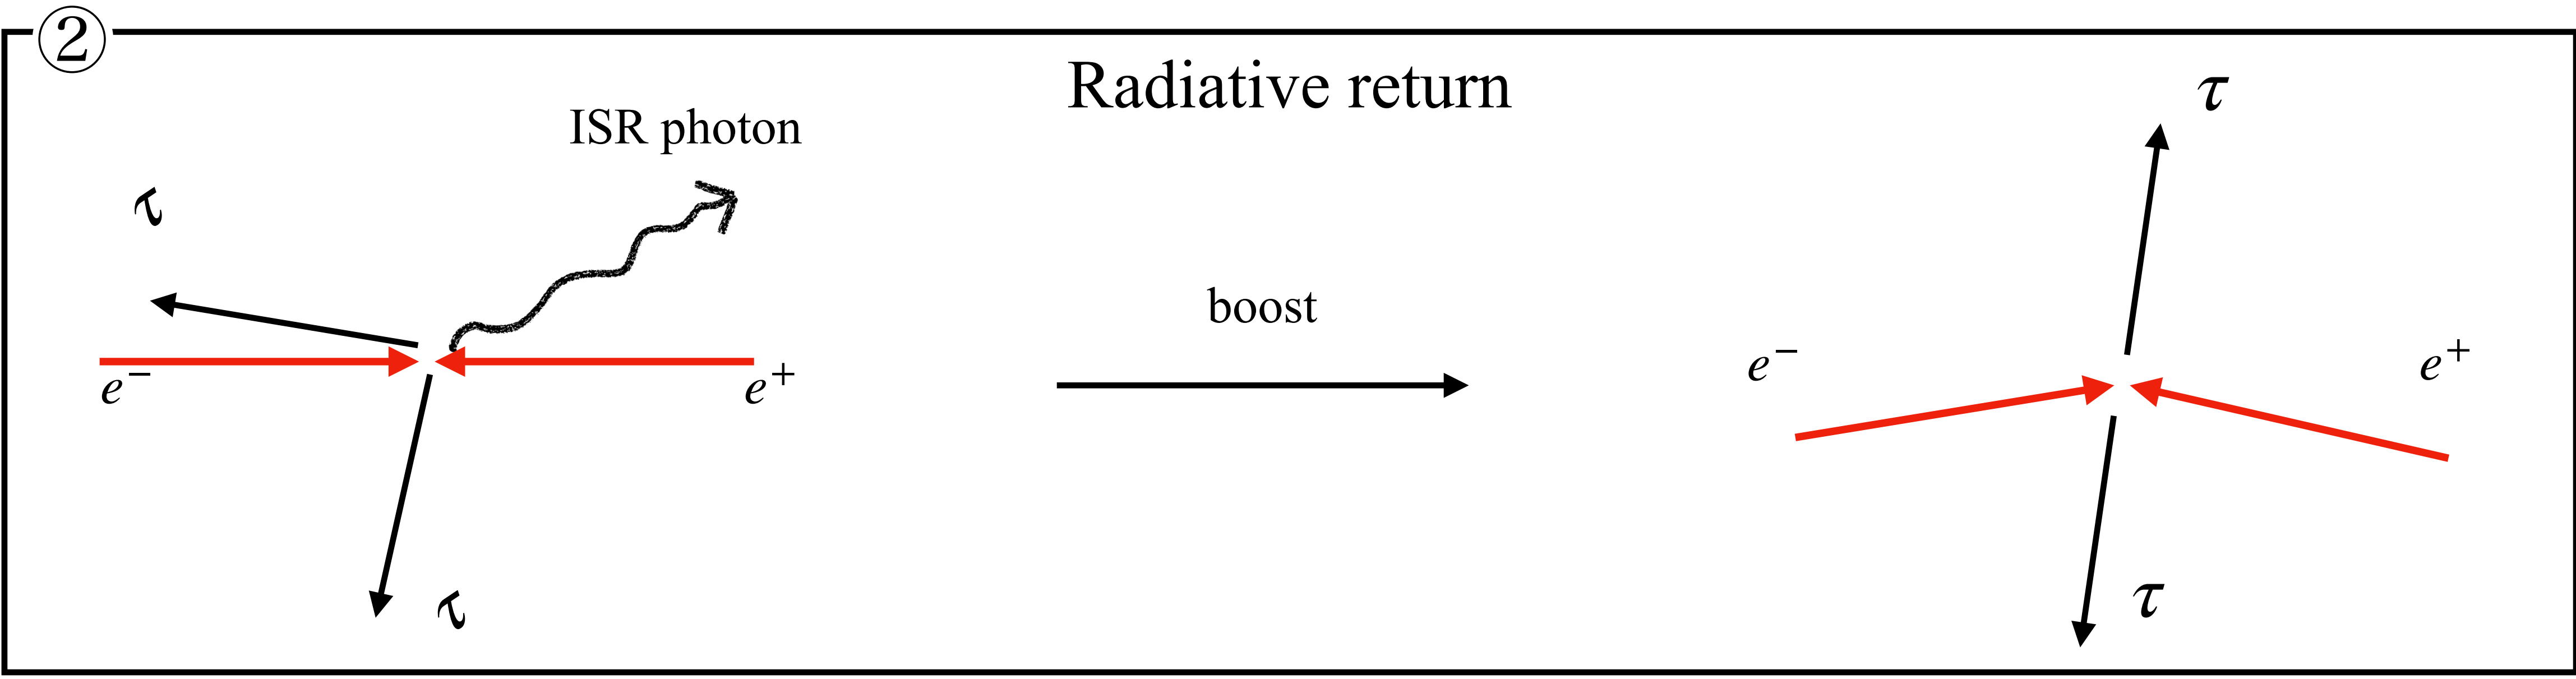 ②
Radiative return
ISR photon
τ
e⁻
e⁺
τ
boost
τ
e⁻
e⁺
τ